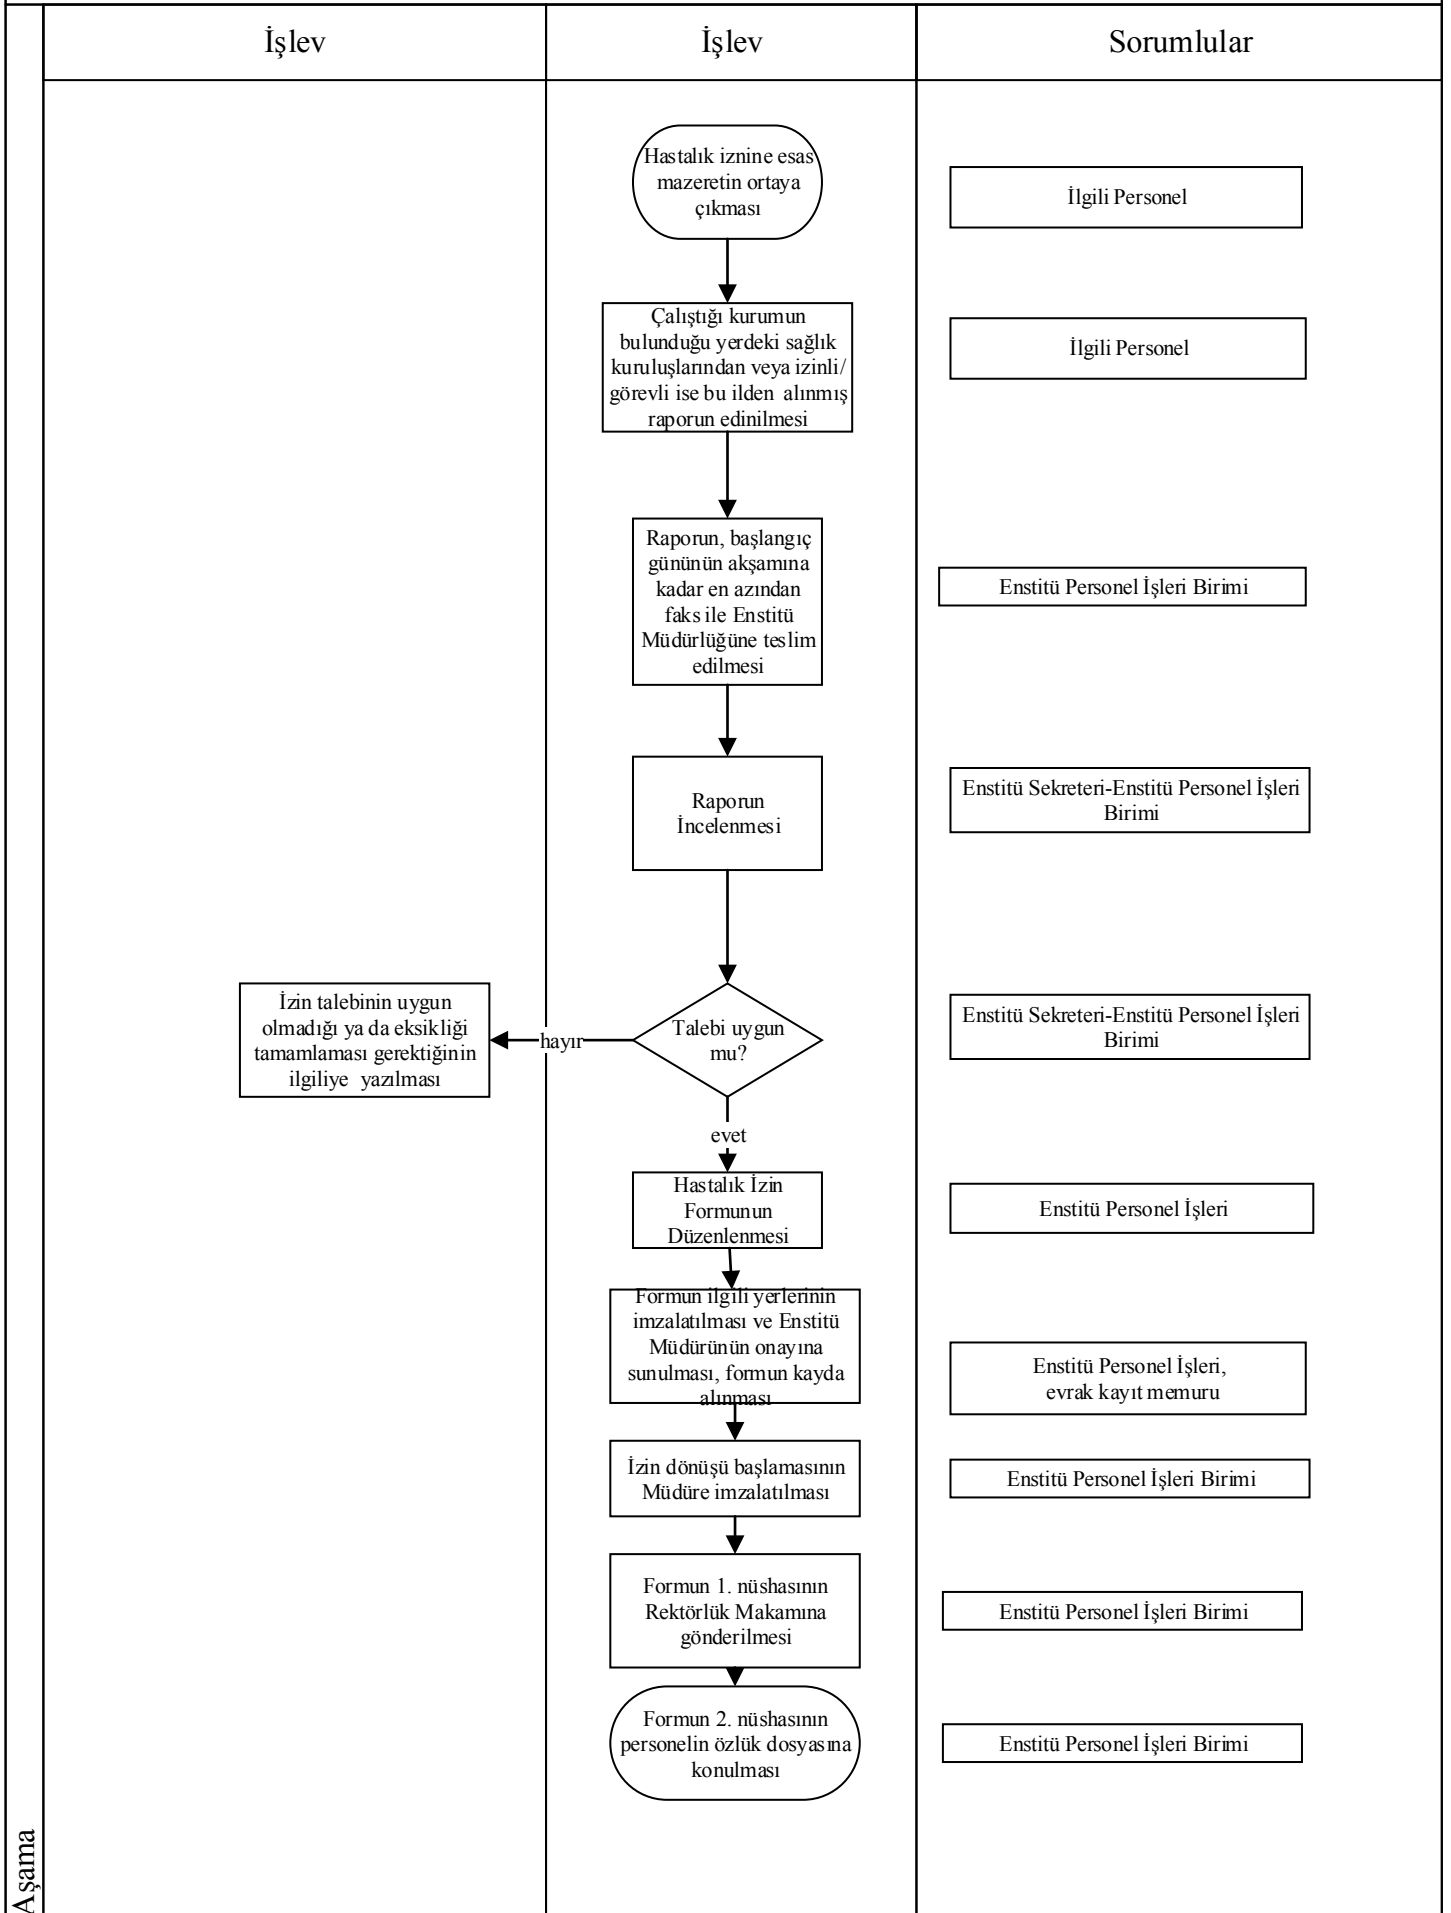 İşlev
İşlev
Sorumlular
Hastalık iznine esas
mazeretin ortaya
çıkması
İlgili Personel
Çalıştığı kurumun
bulunduğu yerdeki sağlık
kuruluşlarından veya izinli/
görevli ise bu ilden alınmış
raporun edinilmesi
İlgili Personel
Raporun, başlangıç
gününün akşamına
kadar en azından
faks ile Enstitü
Müdürlüğüne teslim
edilmesi
Enstitü Personel İşleri Birimi
Raporun
İncelenmesi
Enstitü Sekreteri-Enstitü Personel İşleri
Birimi
İzin talebinin uygun
olmadığı ya da eksikliği
tamamlaması gerektiğinin
ilgiliye yazılması
hayır
Talebi uygun
mu?
Enstitü Sekreteri-Enstitü Personel İşleri
Birimi
evet
Hastalık İzin
Formunun
Düzenlenmesi
Enstitü Personel İşleri
Formun ilgili yerlerinin
imzalatılması ve Enstitü
Müdürünün onayına
sunulması, formun kayda
alınması
Enstitü Personel İşleri,
evrak kayıt memuru
İzin dönüşü başlamasının
Müdüre imzalatılması
Enstitü Personel İşleri Birimi
Formun 1. nüshasının
Rektörlük Makamına
gönderilmesi
Enstitü Personel İşleri Birimi
Formun 2. nüshasının
personelin özlük dosyasına
konulması
Enstitü Personel İşleri Birimi
Aşama